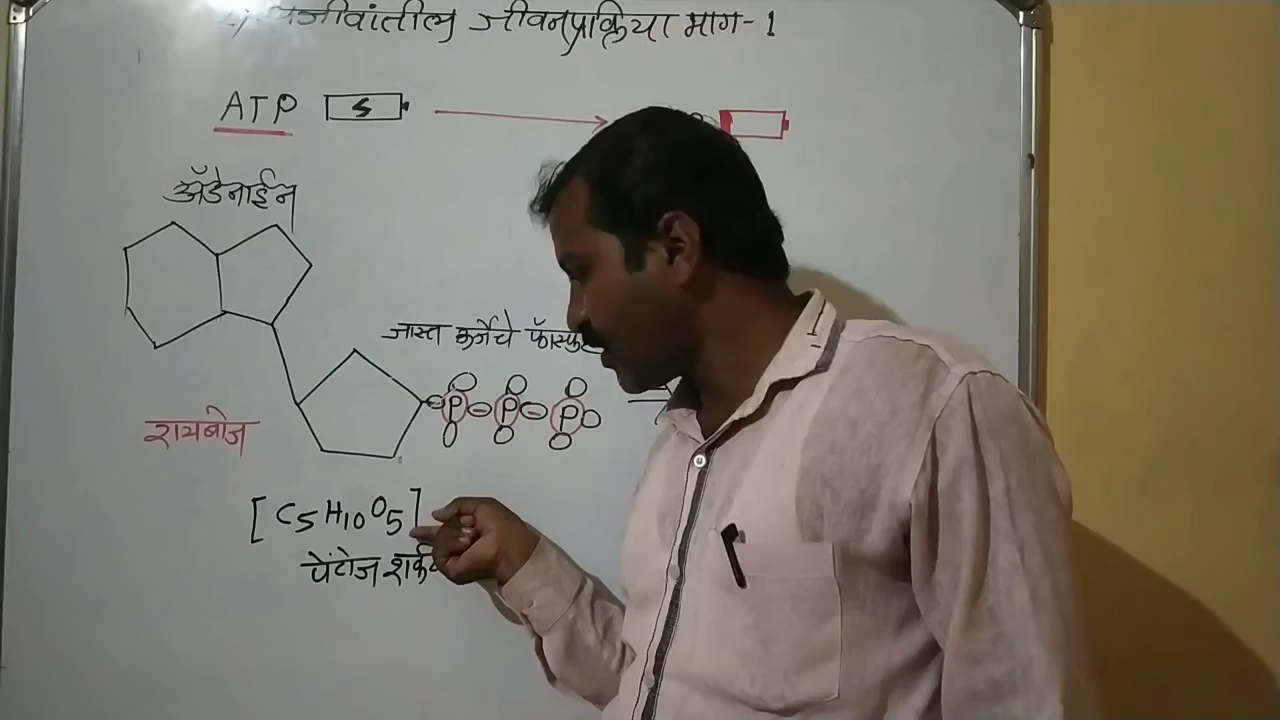 जीवनप्रक्रिया भाग-1
ATP
ॲडेनाईन
जास्त ऊर्जेचे
P P P
रायबोज
[C5H10O5]
पेंटोज